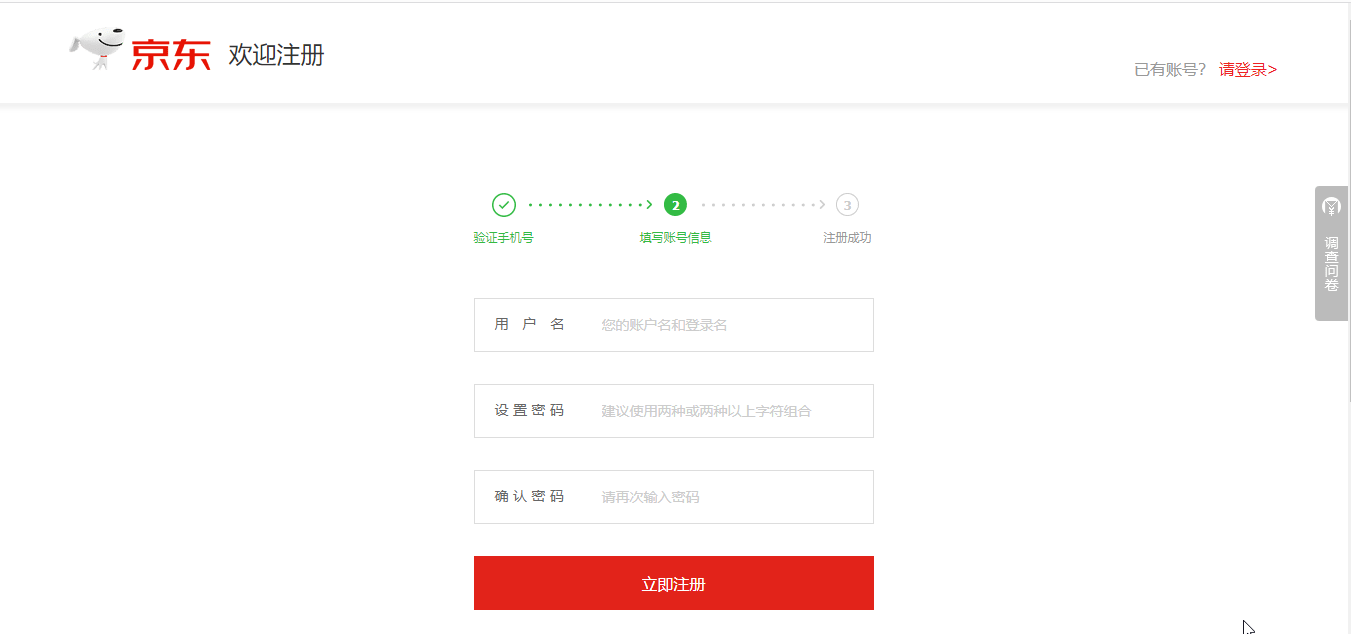 京东 欢迎注册
已有账号? 请登录>
2 3
验证手机号 填写账号信息 注册成功
调查问卷
用户名 您的账户名和登录名
设置密码 建议使用两种或两种以上字符组合
确认密码 请再次输入密码
立即注册